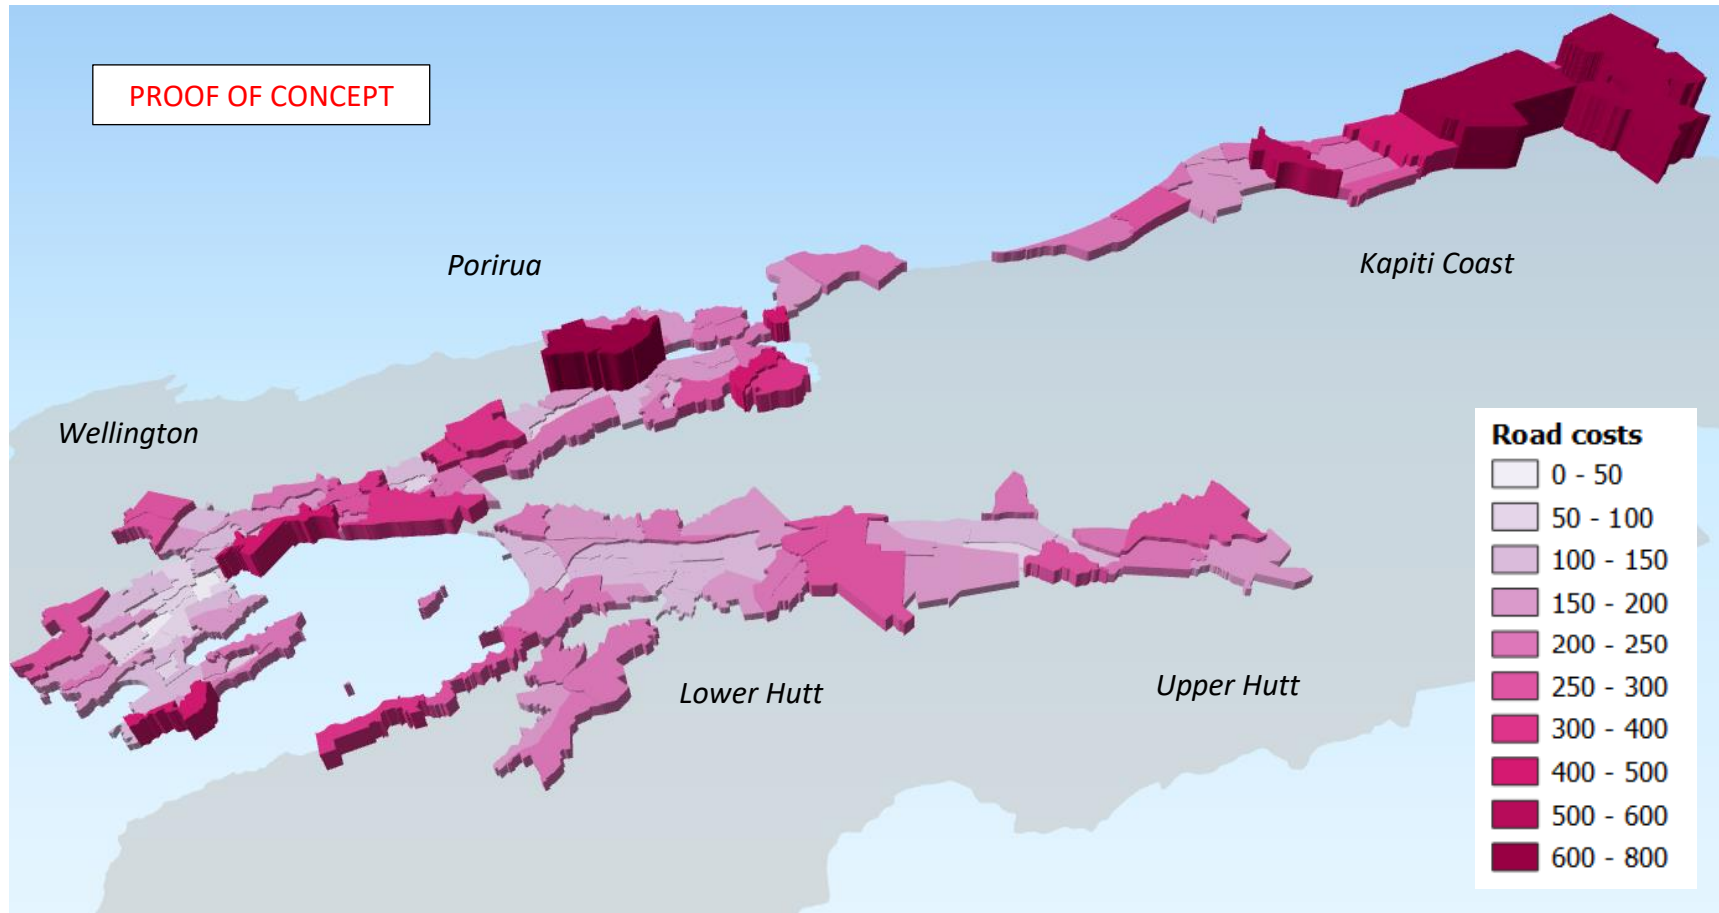 PROOF OF CONCEPT
Porirua
Kapiti Coast
Wellington
Lower Hutt
Upper Hutt
Road costs
0 - 50
50 - 100
100 - 150
150 - 200
200 - 250
250 - 300
300 - 400
400 - 500
500 - 600
600 - 800